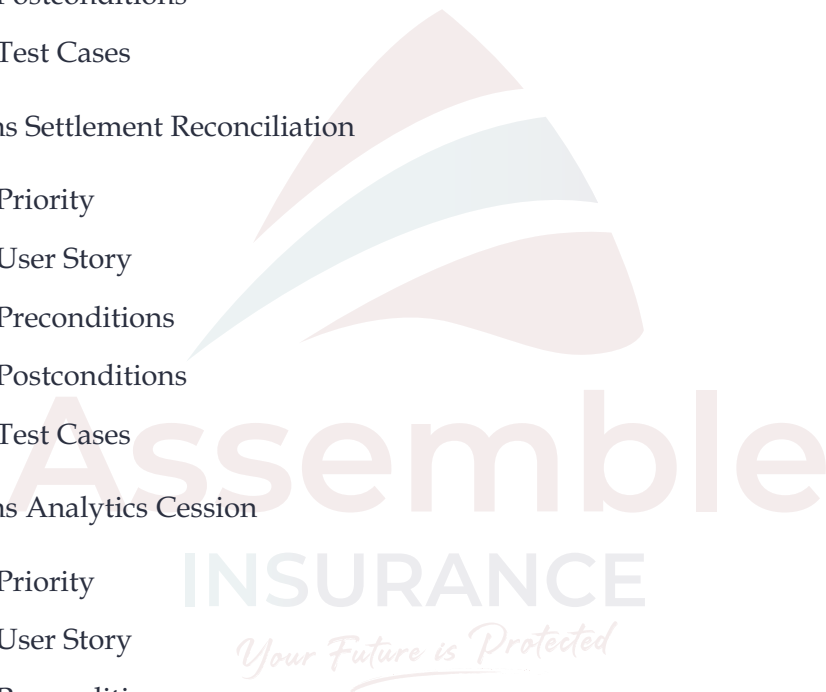 Postconditions
Test Cases
ns Settlement Reconciliation
Priority
User Story
Preconditions
Postconditions
Test Cases
Assemble
ns Analytics Cession
Priority
INSURANCE
User Story
Your Future is Protected
Preconditions